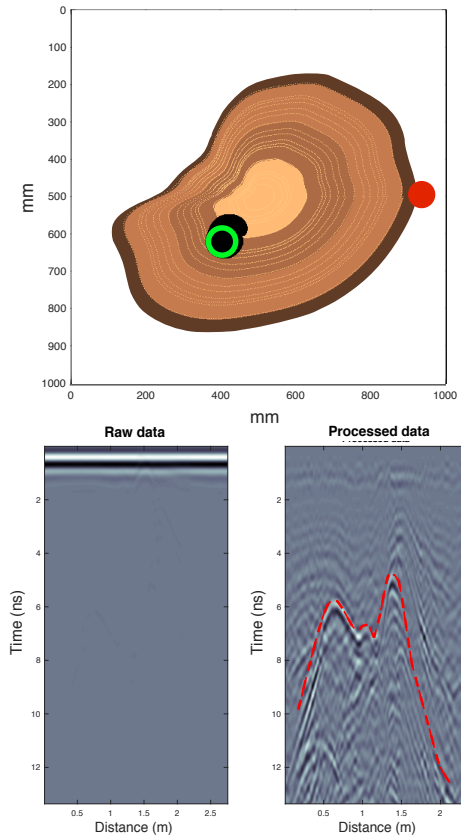 0
100
200
300
400
500
600
700
800
900
1000
mm
0 200 400 600 800 1000
mm
Raw data
Processed data
Processed data
Time (ns)
2
4
6
8
10
12
0.5 1 1.5 2 2.5
Distance (m)
Time (ns)
2
4
6
8
10
12
0.5 1 1.5 2
Distance (m)